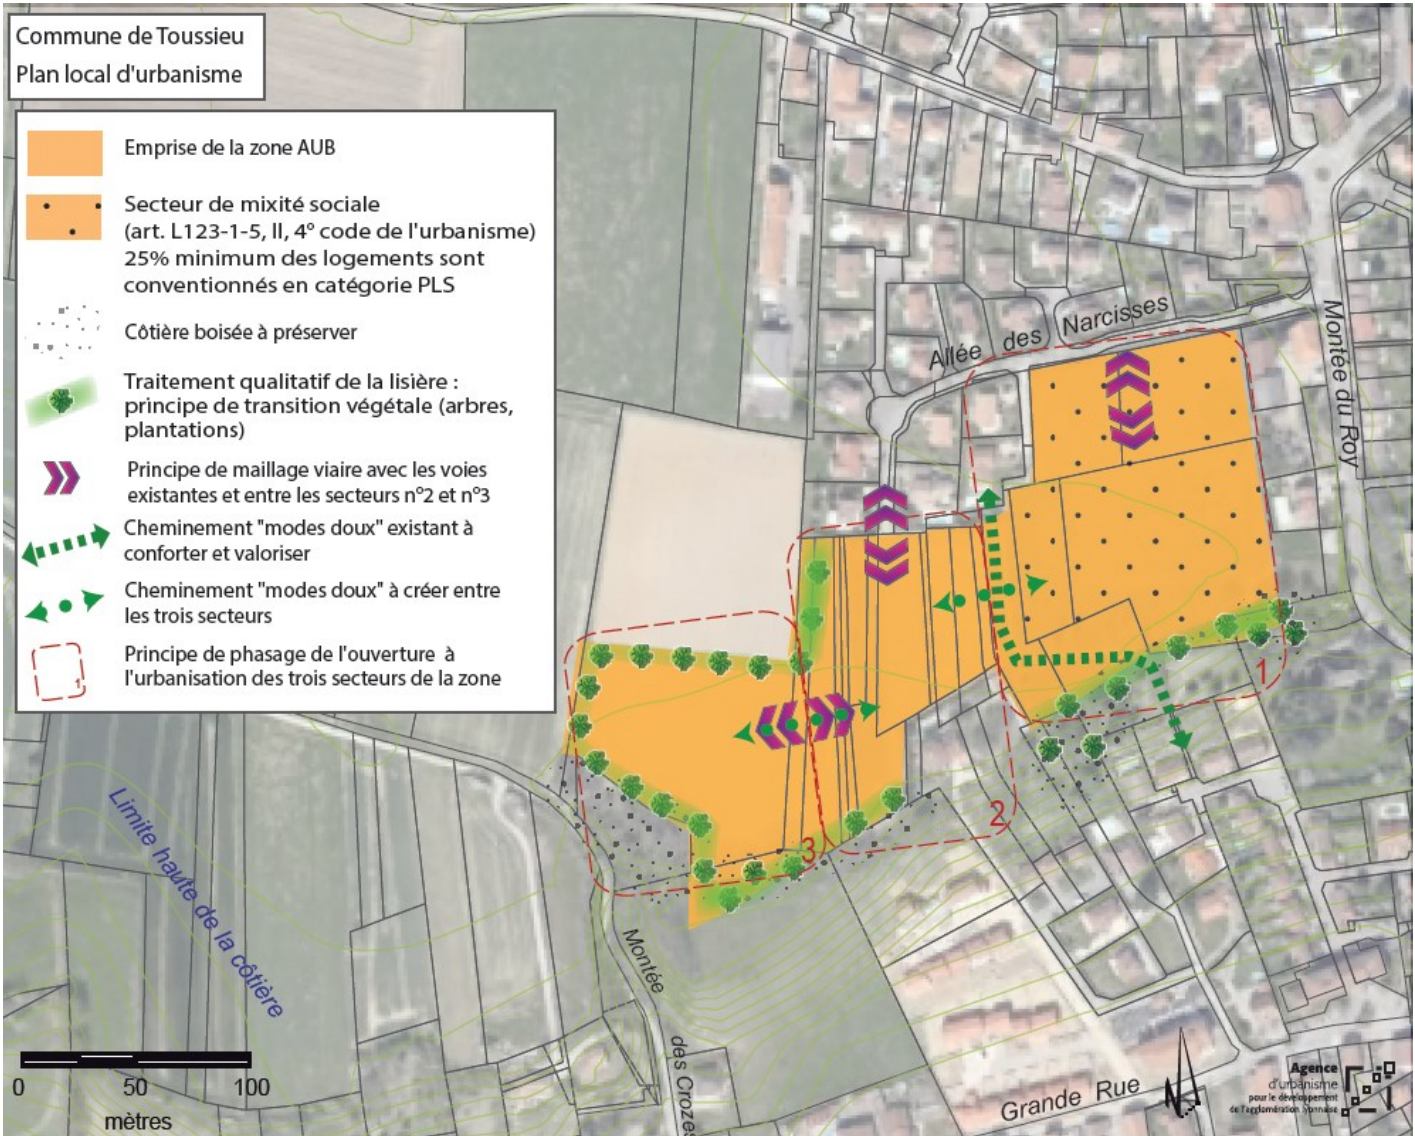 Commune de Toussieu
Plan local d'urbanisme
Emprise de la zone AUB
Secteur de mixité sociale
(art. L123-1-5, II, 4° code de l'urbanisme)
25% minimum des logements sont
conventionnés en catégorie PLS
Côtière boisée à préserver
Traitement qualitatif de la lisière :
principe de transition végétale (arbres,
plantations)
Principe de maillage viaire avec les voies
existantes et entre les secteurs n°2 et n°3
Cheminement "modes doux" existant à
conforter et valoriser
Cheminement "modes doux" à créer entre
les trois secteurs
1
Principe de phasage de l'ouverture à
l'urbanisation des trois secteurs de la zone
Allée des Narcisses
Montée du Roy
1
2
3
Limite haute de la côtière
Montée
des Crozes
Grande Rue
0 50 100
mètres
N
Agence
d'urbanisme
pour le développement
de l'agglomération lyonnaise